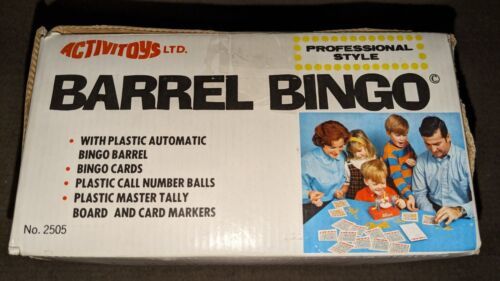 ACTIVITOYS LTD.
PROFESSIONAL
STYLE
BARREL BINGO©
• WITH PLASTIC AUTOMATIC
BINGO BARREL
• BINGO CARDS
• PLASTIC CALL NUMBER BALLS
• PLASTIC MASTER TALLY
BOARD AND CARD MARKERS
No. 2505